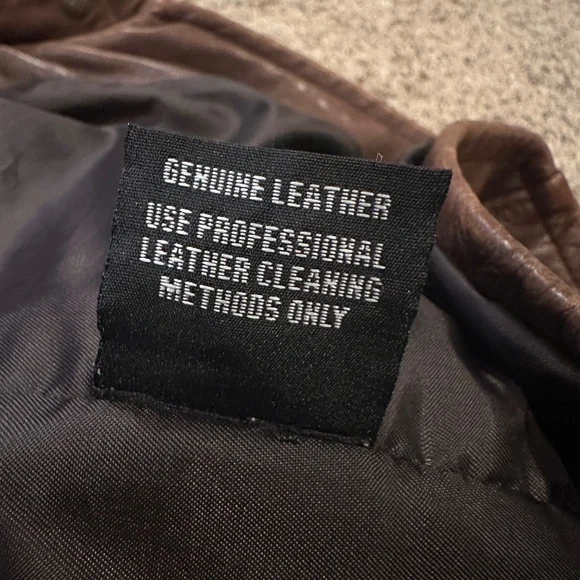 GENUINE LEATHER
USE PROFESSIONAL
LEATHER CLEANING
METHODS ONLY